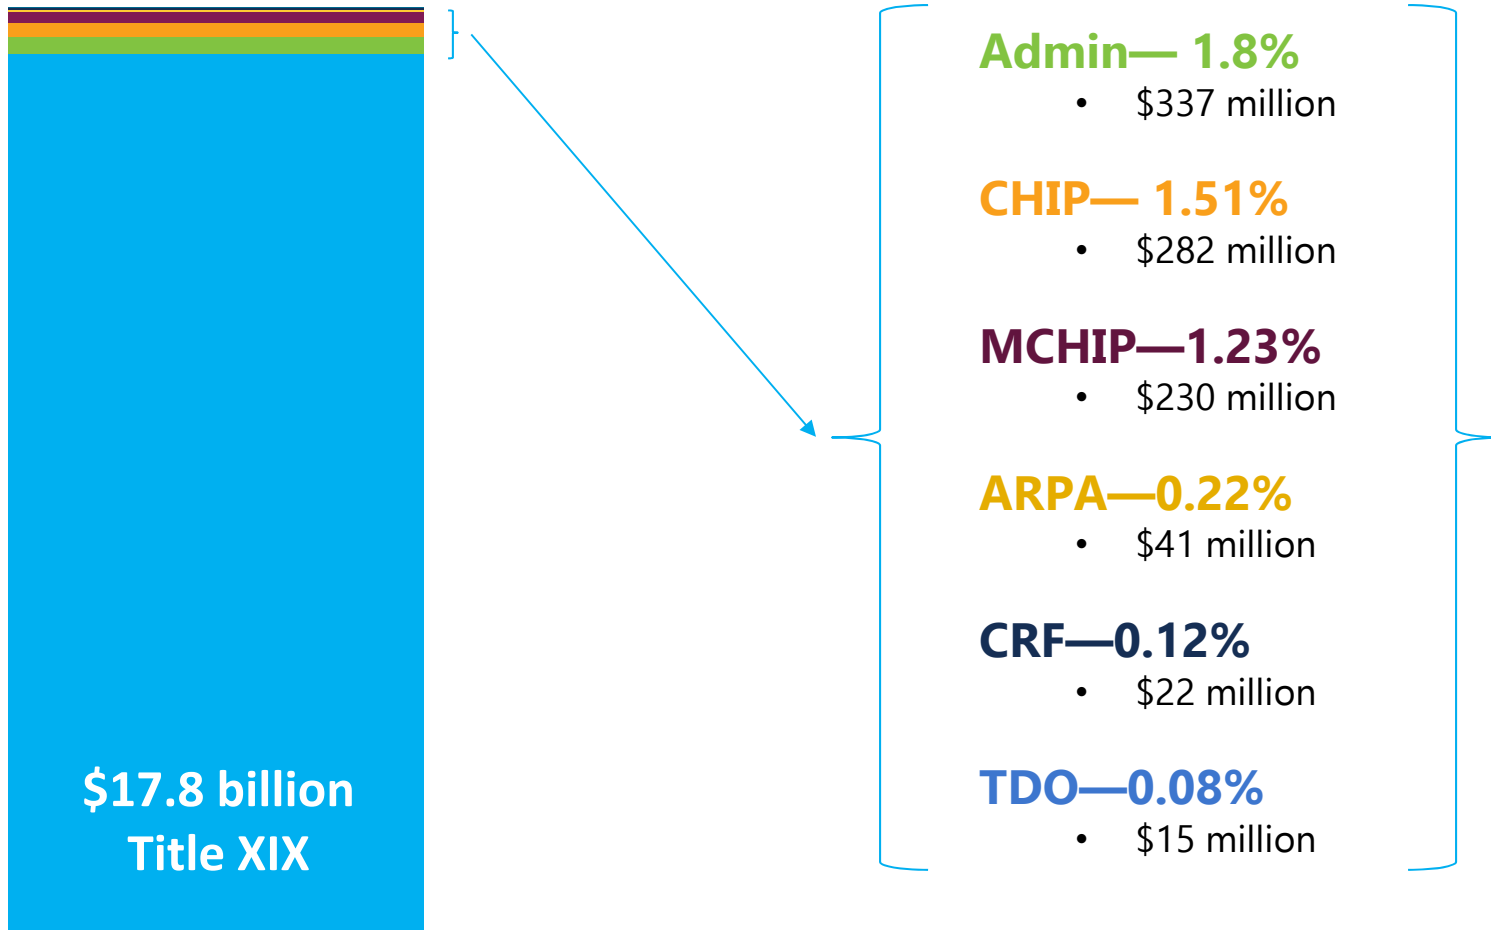 $17.8 billion
Title XIX
Admin— 1.8%
• $337 million
CHIP— 1.51%
• $282 million
MCHIP—1.23%
• $230 million
ARPA—0.22%
• $41 million
CRF—0.12%
• $22 million
TDO—0.08%
• $15 million